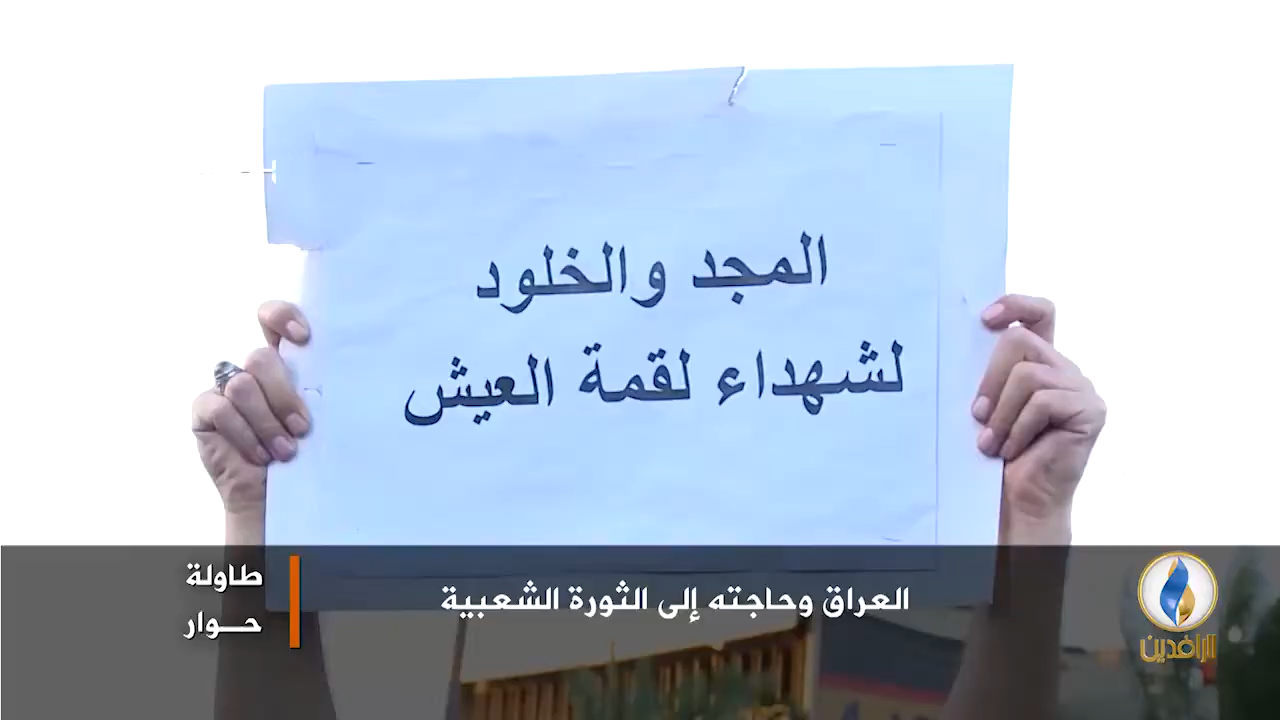 المجد والخلود
لشهداء لقمة العيش
العراق وحاجته إلى الثورة الشعبية
طاولة
حـــوار
الرافدين